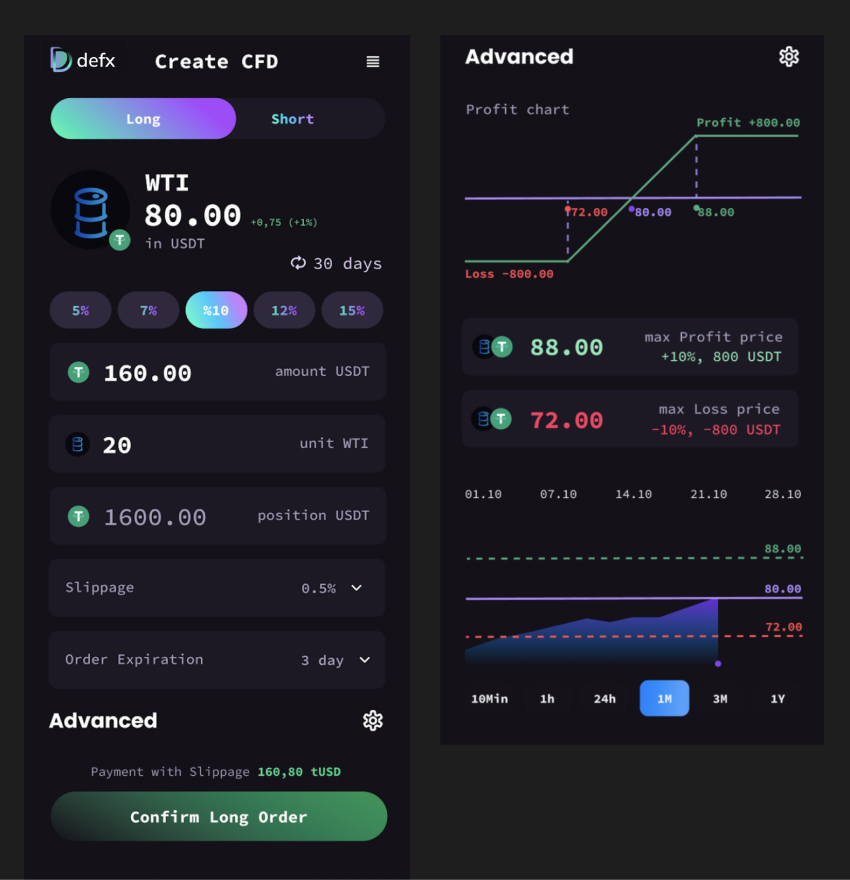 defx
Create CFD
Long
Short
WTI
80.00 +0,75 (+1%)
in USDT
30 days
5%
7%
%10
12%
15%
160.00 amount USDT
20 unit WTI
1600.00 position USDT
Slippage 0.5%
Order Expiration 3 day
Advanced
Payment with Slippage 160,80 tUSD
Confirm Long Order
Advanced
Profit chart
Profit +800.00
72.00
80.00
88.00
Loss -800.00
88.00
max Profit price
+10%, 800 USDT
72.00
max Loss price
-10%, -800 USDT
01.10 07.10 14.10 21.10 28.10
88.00
80.00
72.00
10Min 1h 24h 1M 3M 1Y